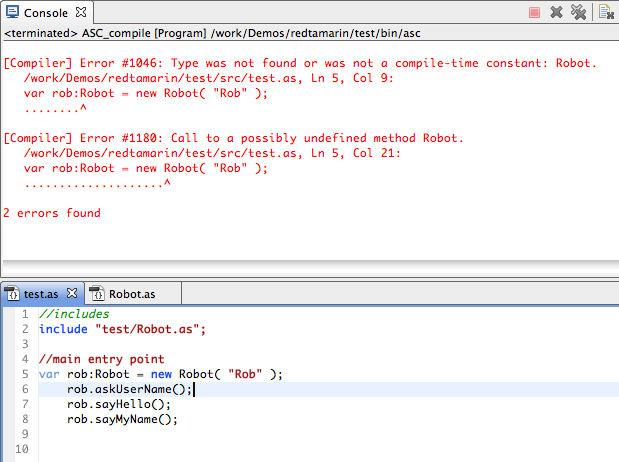 Console
<terminated> ASC_compile [Program] /work/Demos/redtamarin/test/bin/asc
[Compiler] Error #1046: Type was not found or was not a compile-time constant: Robot.
/work/Demos/redtamarin/test/src/test.as, Ln 5, Col 9:
var rob:Robot = new Robot( "Rob" );
........^
[Compiler] Error #1180: Call to a possibly undefined method Robot.
/work/Demos/redtamarin/test/src/test.as, Ln 5, Col 21:
var rob:Robot = new Robot( "Rob" );
....................^
2 errors found
test.as Robot.as
1 //includes
2 include "test/Robot.as";
3
4 //main entry point
5 var rob:Robot = new Robot( "Rob" );
6 rob.askUserName();
7 rob.sayHello();
8 rob.sayMyName();
9
10